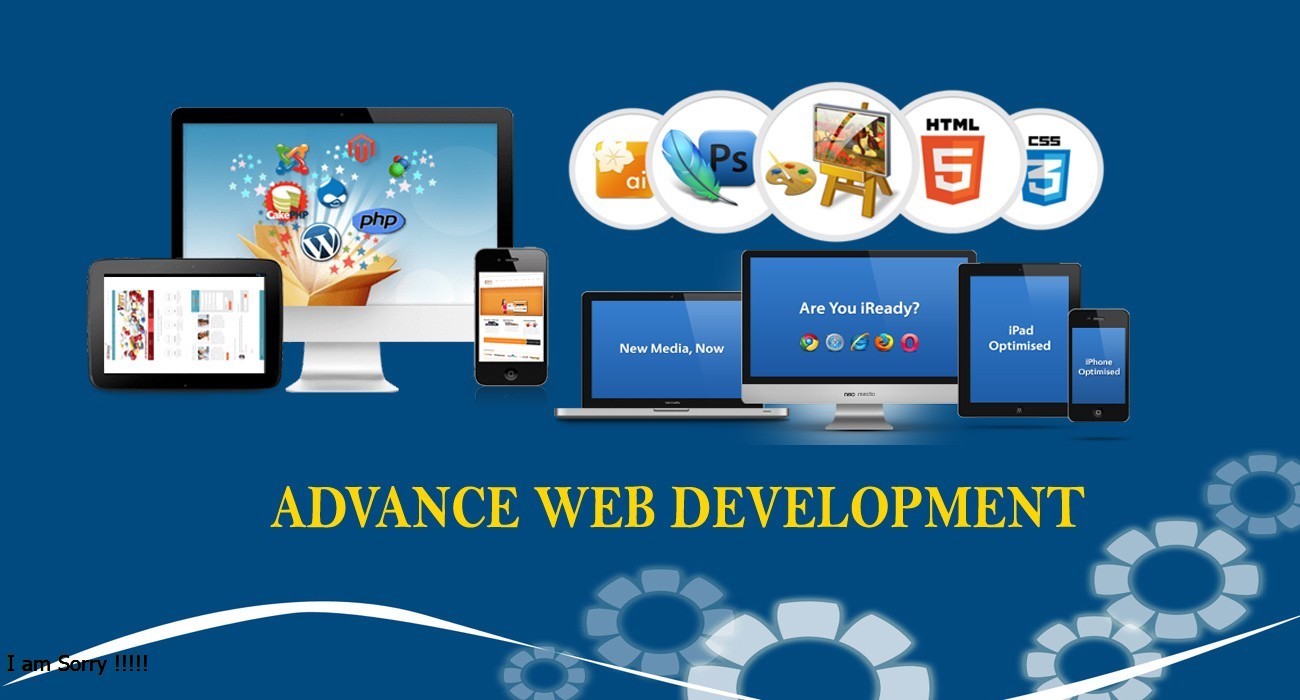 CakePHP
php
W
ai
Ps
HTML
5
CSS
3
New Media, Now
Are You iReady?
neo media
iPad
Optimised
iPhone
Optimised
ADVANCE WEB DEVELOPMENT
I am Sorry !!!!!